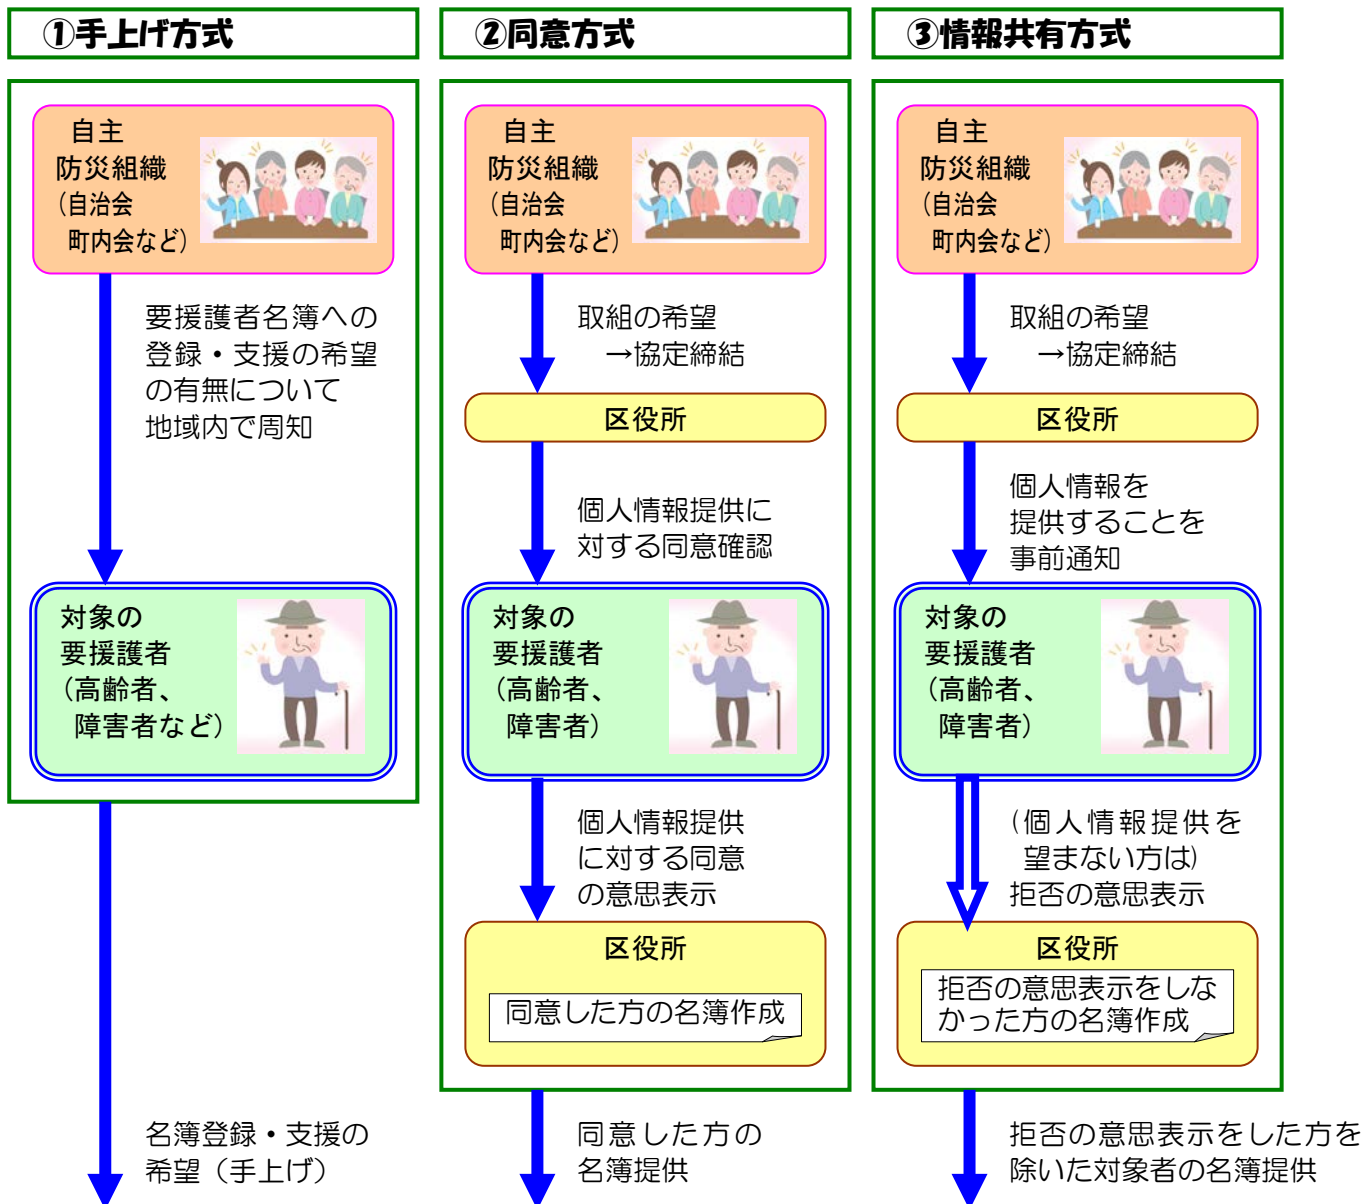 ①手上げ方式
自主
防災組織
(自治会
町内会など)
要援護者名簿への
登録・支援の希望
の有無について
地域内で周知
対象の
要援護者
(高齢者、
障害者など)
名簿登録・支援の
希望（手上げ）
②同意方式
自主
防災組織
(自治会
町内会など)
取組の希望
→協定締結
区役所
個人情報提供に
対する同意確認
対象の
要援護者
(高齢者、
障害者)
個人情報提供
に対する同意
の意思表示
区役所
同意した方の名簿作成
同意した方の
名簿提供
③情報共有方式
自主
防災組織
(自治会
町内会など)
取組の希望
→協定締結
区役所
個人情報を
提供することを
事前通知
対象の
要援護者
(高齢者、
障害者)
(個人情報提供を
望まない方は)
拒否の意思表示
区役所
拒否の意思表示をしな
かった方の名簿作成
拒否の意思表示をした方を
除いた対象者の名簿提供